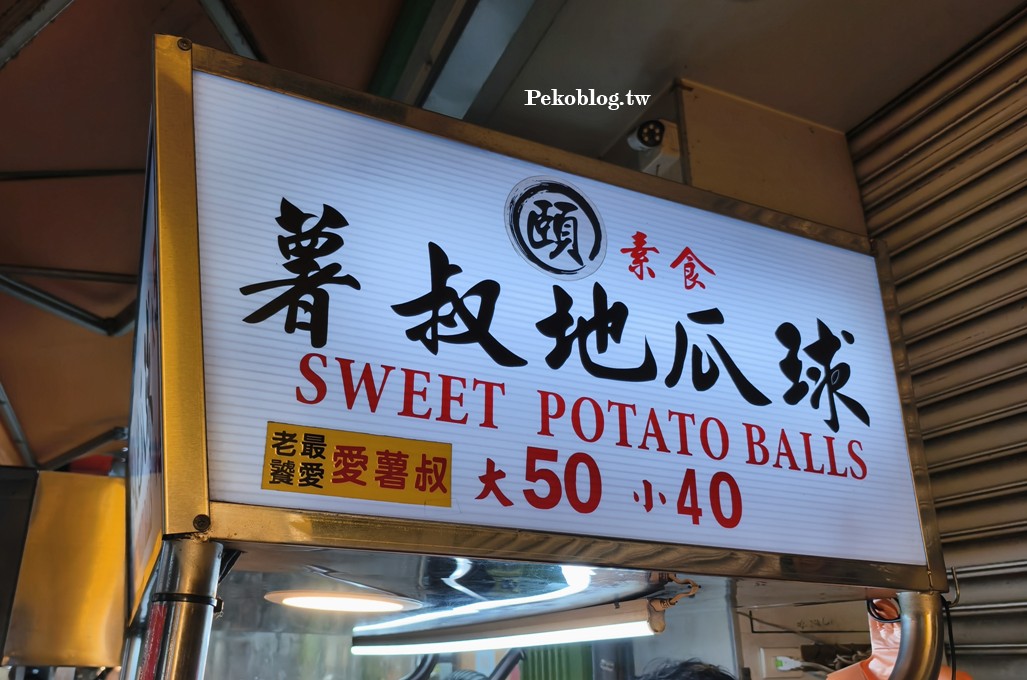 Pekoblog.tw
頤
素食
薯叔地瓜球
SWEET POTATO BALLS
老饕最愛 愛薯叔 大50 小40